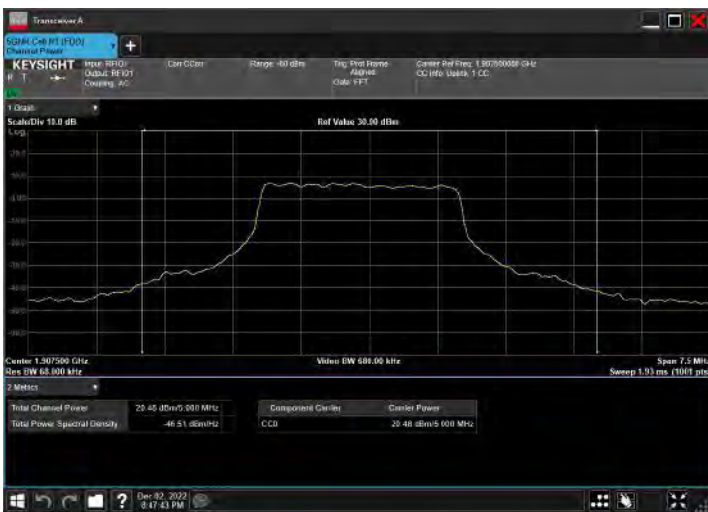 Transceiver A
5GNR-Cell N1 (FDD)
Channel Power
KEYSIGHT
R T
Input: RFIO1
Output: RFIO1
Coupling: AC
Corr CCorr
Trig: Prot Frame
Aligned
Gate: FFT
Carrier Ref Freq: 1.907500000 GHz
CC Info: Uplink, 1 CC
1 Graph
Scale/Div 10.0 dB
Ref Value 30.00 dBm
Log
Center 1.907500 GHz
Video BW 680.00 kHz
Span 7.5 MHz
Res BW 68.000 kHz
Sweep 1.93 ms (1001 pts
2 Metrics
Total Channel Power
20.48 dBm/5.000 MHz
Total Power Spectral Density
-46.51 dBm/Hz
Component Carrier
Carrier Power
CC0
20.48 dBm/5.000 MHz
?
Dec 02, 2022
8:47:43 PM